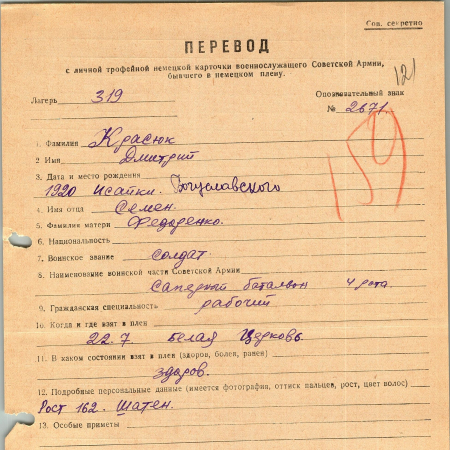 Сов. секретно
ПЕРЕВОД
с личной трофейной немецкой карточки военнослужащего Советской Армии,
бывшего в немецком плену.
121
Лагерь 319
Опознавательный знак
№ 2671
159
1. Фамилия Красюк
2 Имя Дмитрий
3. Дата и место рождения
1920 Исайки. Богуславского
4. Имя отца Семен.
5. Фамилия матери Федоренко.
6. Национальность
7. Воинское звание солдат
8. Наименование воинской части Советской Армии
Саперный батальон 4 рота.
9. Гражданская специальность рабочий
10. Когда и где взят в плен
22.7 Белая Церковь
11. В каком состоянии взят в плен (здоров, болен, ранен)
здоров.
12. Подробные персональные данные (имеется фотография, оттиск пальцев, рост, цвет волос)
Рост 162. Шатен.
13. Особые приметы